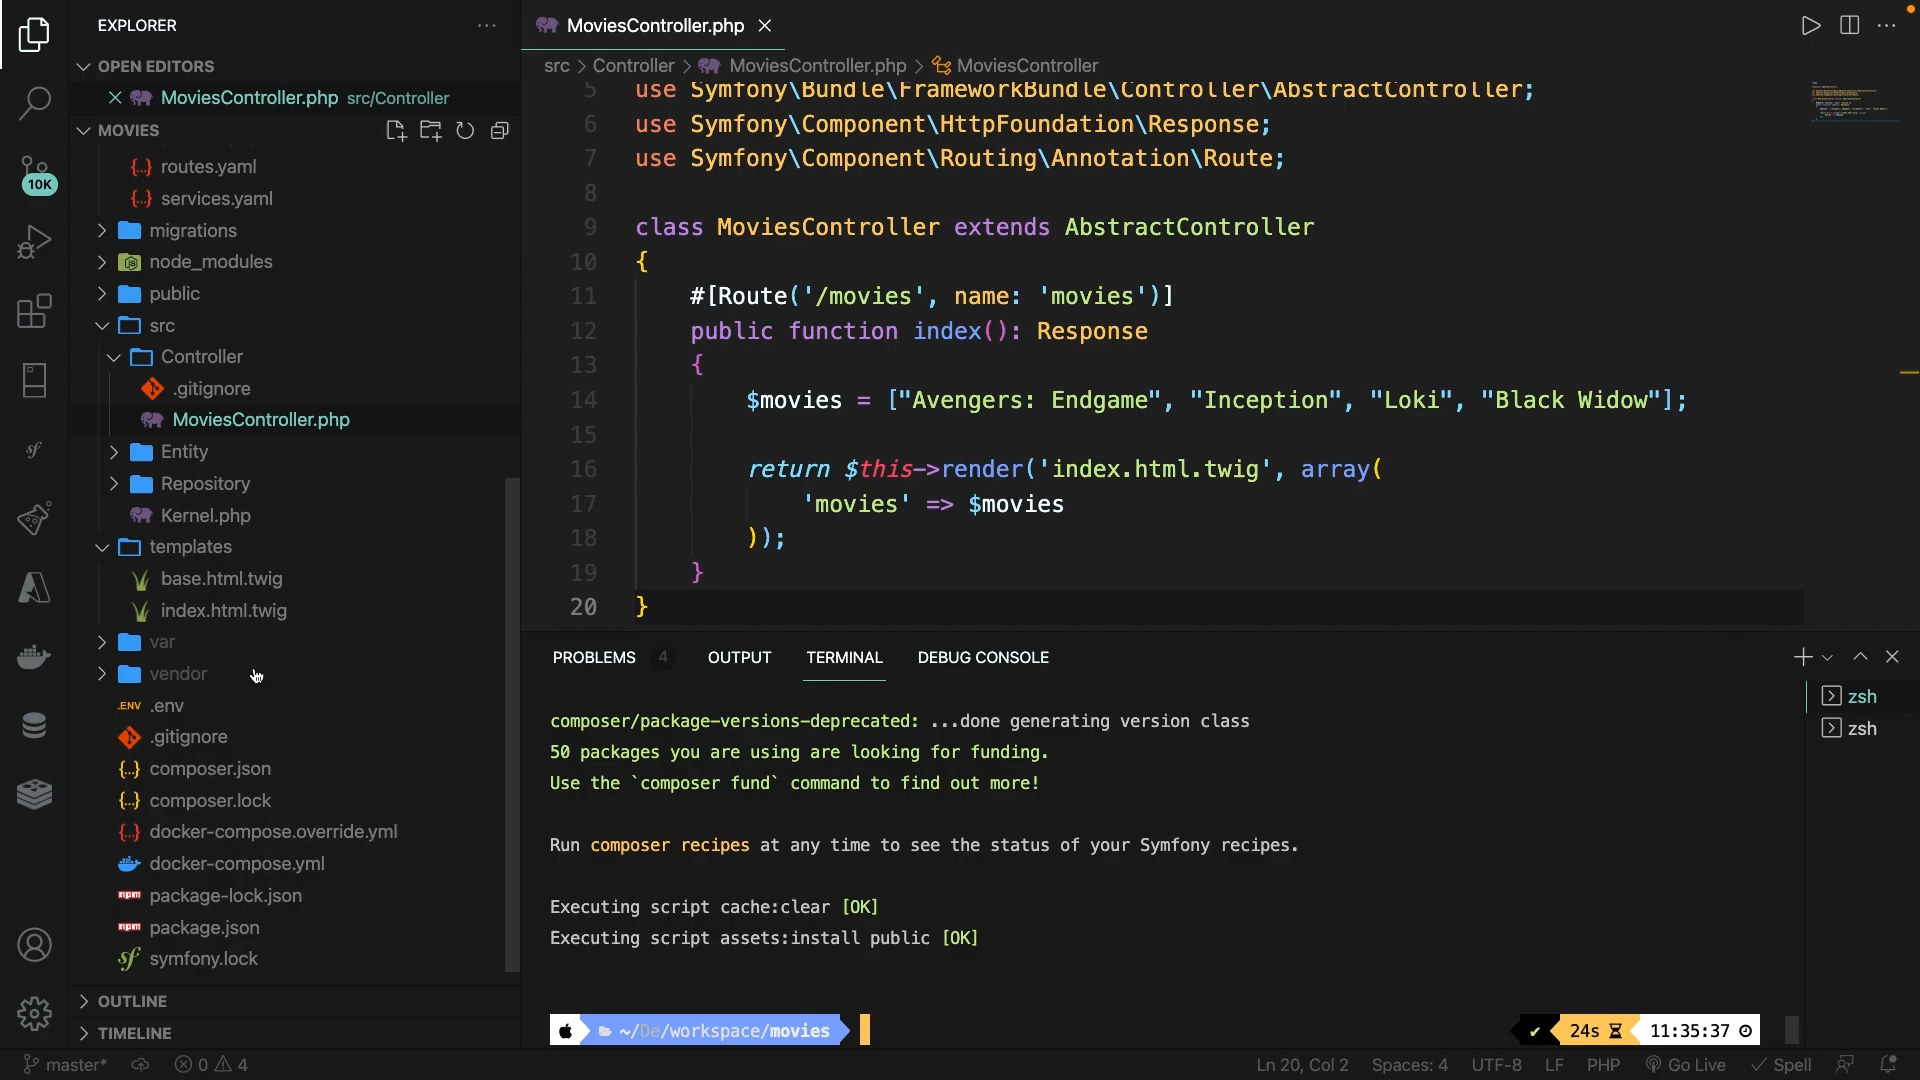 EXPLORER
OPEN EDITORS
MoviesController.php src/Controller
MOVIES
routes.yaml
services.yaml
migrations
node_modules
public
src
Controller
.gitignore
MoviesController.php
Entity
Repository
Kernel.php
templates
base.html.twig
index.html.twig
var
vendor
.ENV .env
.gitignore
composer.json
composer.lock
docker-compose.override.yml
docker-compose.yml
npm package-lock.json
npm package.json
sf symfony.lock
OUTLINE
TIMELINE
10K
sf
MoviesController.php
src > Controller > MoviesController.php > MoviesController
5 use Symfony\Bundle\FrameworkBundle\Controller\AbstractController;
6 use Symfony\Component\HttpFoundation\Response;
7 use Symfony\Component\Routing\Annotation\Route;
8
9 class MoviesController extends AbstractController
10 {
11 #[Route('/movies', name: 'movies')]
12 public function index(): Response
13 {
14 $movies = ["Avengers: Endgame", "Inception", "Loki", "Black Widow"];
15
16 return $this->render('index.html.twig', array(
17 'movies' => $movies
18 ));
19 }
20 }
PROBLEMS 4 OUTPUT TERMINAL DEBUG CONSOLE
zsh
zsh
composer/package-versions-deprecated: ...done generating version class
50 packages you are using are looking for funding.
Use the `composer fund` command to find out more!
Run composer recipes at any time to see the status of your Symfony recipes.
Executing script cache:clear [OK]
Executing script assets:install public [OK]
~/De/workspace/movies
24s 11:35:37
master* 0 4 Ln 20, Col 2 Spaces: 4 UTF-8 LF PHP Go Live Spell